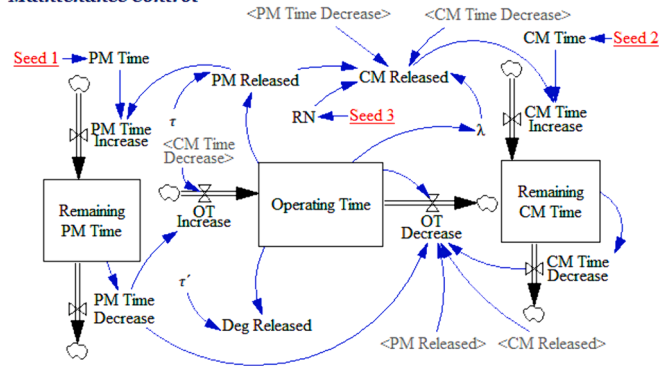 Maintenance Control
<PM Time Decrease>
<CM Time Decrease>
Seed 1
PM Time
CM Time
Seed 2
PM Released
CM Released
PM Time
Increase
τ
RN
Seed 3
λ
CM Time
Increase
<CM Time
Decrease>
Remaining
PM Time
OT
Increase
Operating Time
OT
Decrease
Remaining
CM Time
PM Time
Decrease
τ´
Deg Released
CM Time
Decrease
<PM Released>
<CM Released>